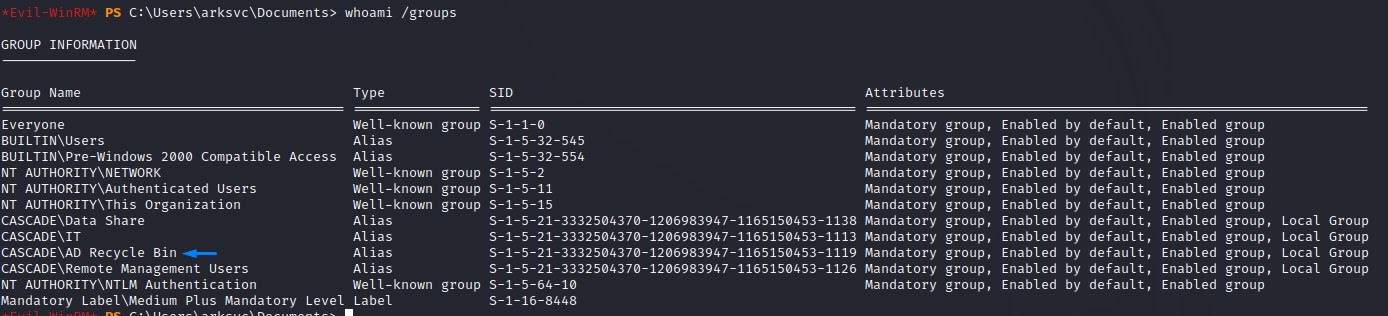 *Evil-WinRM* PS C:\Users\arksvc\Documents> whoami /groups
GROUP INFORMATION
Group Name Type SID Attributes
Everyone Well-known group S-1-1-0 Mandatory group, Enabled by default, Enabled group
BUILTIN\Users Alias S-1-5-32-545 Mandatory group, Enabled by default, Enabled group
BUILTIN\Pre-Windows 2000 Compatible Access Alias S-1-5-32-554 Mandatory group, Enabled by default, Enabled group
NT AUTHORITY\NETWORK Well-known group S-1-5-2 Mandatory group, Enabled by default, Enabled group
NT AUTHORITY\Authenticated Users Well-known group S-1-5-11 Mandatory group, Enabled by default, Enabled group
NT AUTHORITY\This Organization Well-known group S-1-5-15 Mandatory group, Enabled by default, Enabled group
CASCADE\Data Share Alias S-1-5-21-3332504370-1206983947-1165150453-1138 Mandatory group, Enabled by default, Enabled group, Local Group
CASCADE\IT Alias S-1-5-21-3332504370-1206983947-1165150453-1113 Mandatory group, Enabled by default, Enabled group, Local Group
CASCADE\AD Recycle Bin Alias S-1-5-21-3332504370-1206983947-1165150453-1119 Mandatory group, Enabled by default, Enabled group, Local Group
CASCADE\Remote Management Users Alias S-1-5-21-3332504370-1206983947-1165150453-1126 Mandatory group, Enabled by default, Enabled group, Local Group
NT AUTHORITY\NTLM Authentication Well-known group S-1-5-64-10 Mandatory group, Enabled by default, Enabled group
Mandatory Label\Medium Plus Mandatory Level Label S-1-16-8448
*Evil-WinRM* PS C:\Users\arksvc\Documents>